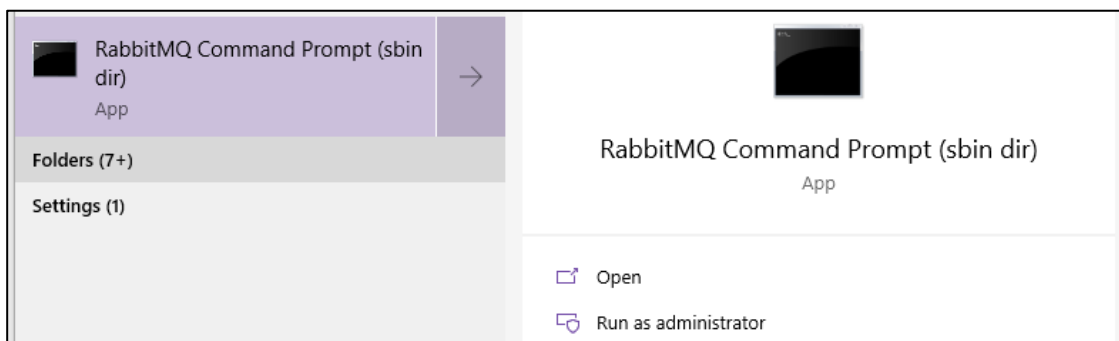 RabbitMQ Command Prompt (sbin
dir)
App
Folders (7+)
Settings (1)
RabbitMQ Command Prompt (sbin dir)
App
Open
Run as administrator